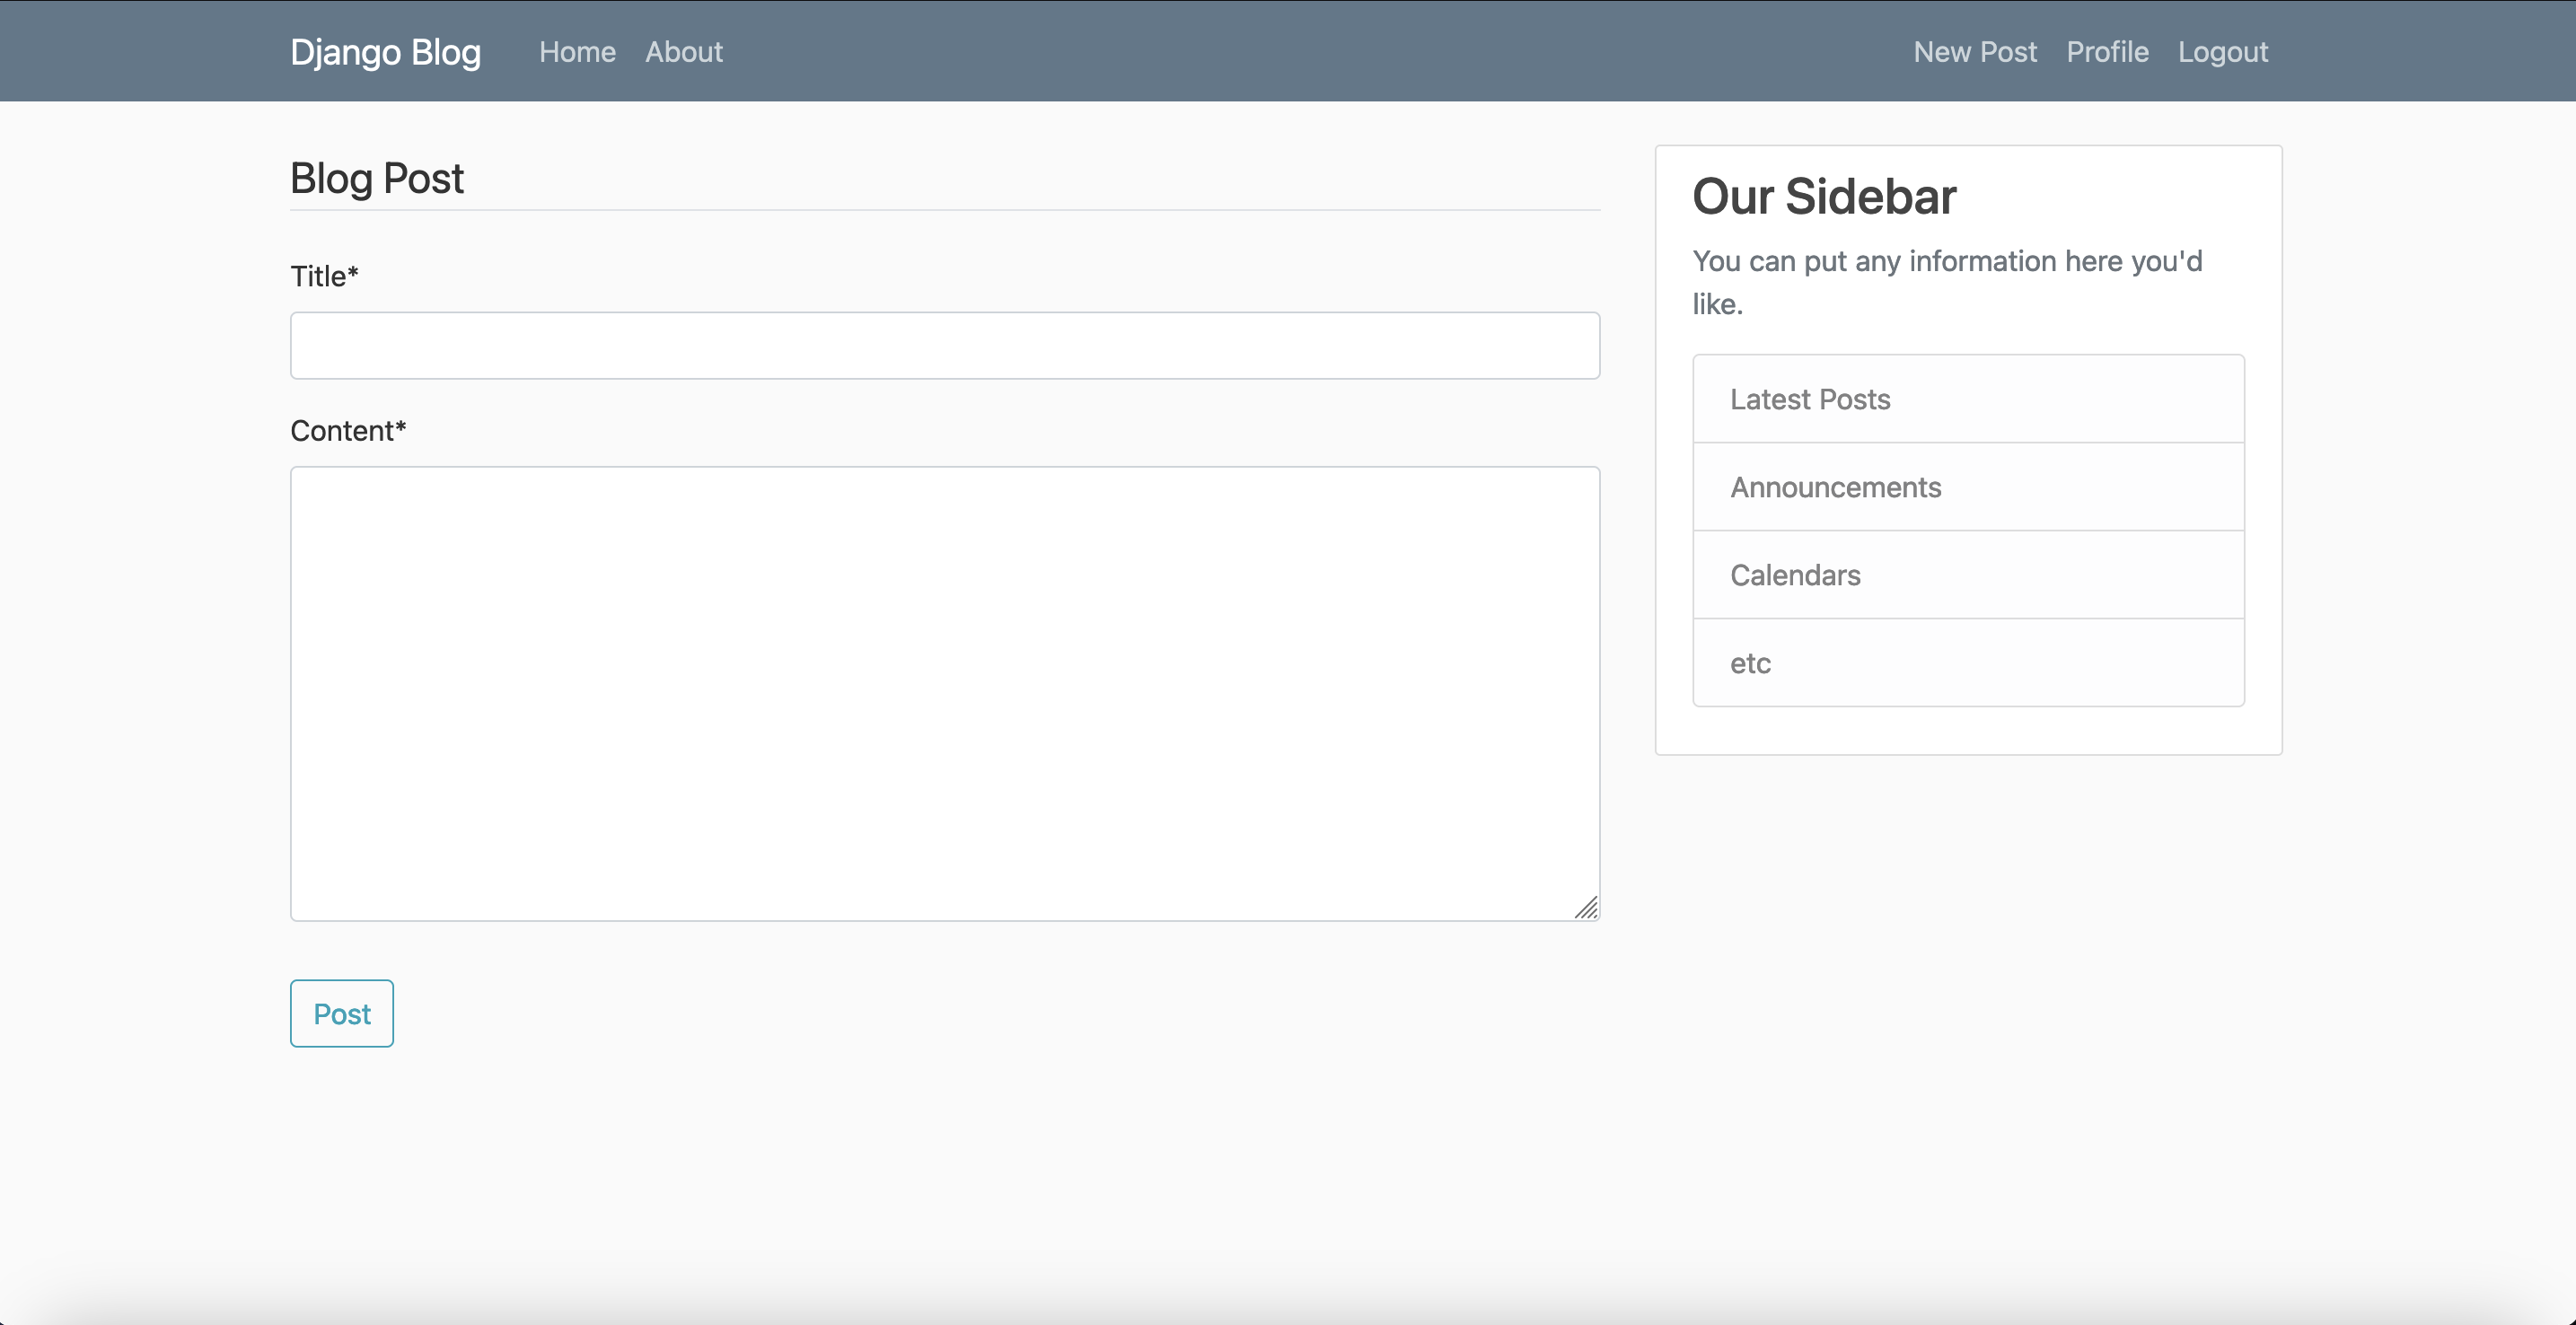 Django Blog Home About New Post Profile Logout
Blog Post
Title*
Content*
Post
Our Sidebar
You can put any information here you'd
like.
Latest Posts
Announcements
Calendars
etc